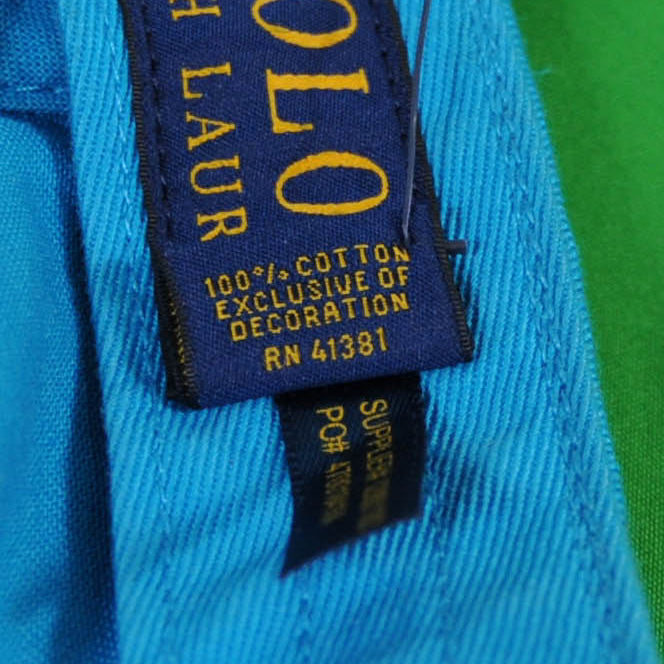 OLO
H LAUR
100% COTTON
EXCLUSIVE OF
DECORATION
RN 41381
SUPPLIER
PO#